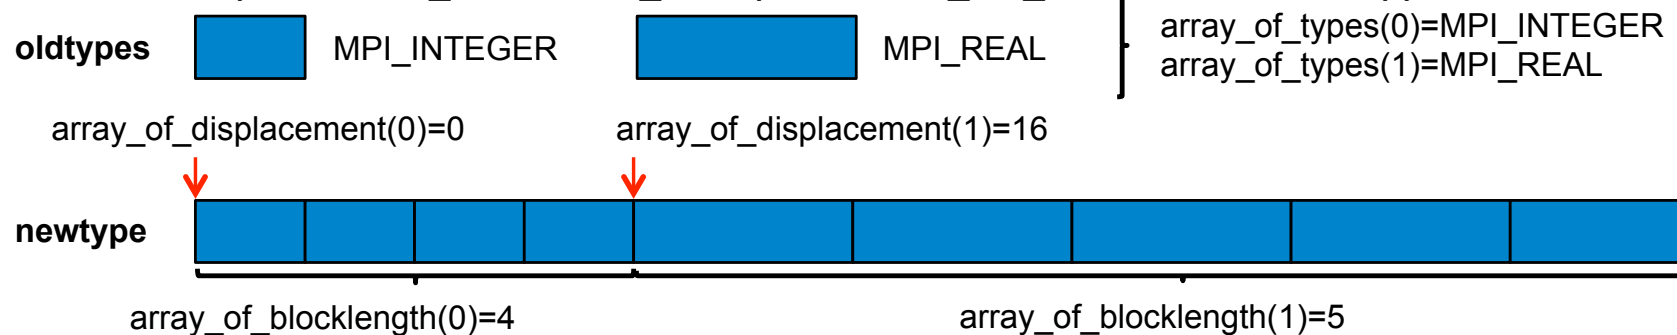 oldtypes MPI_INTEGER MPI_REAL
array_of_types(0)=MPI_INTEGER
array_of_types(1)=MPI_REAL
array_of_displacement(0)=0 array_of_displacement(1)=16
newtype
array_of_blocklength(0)=4 array_of_blocklength(1)=5